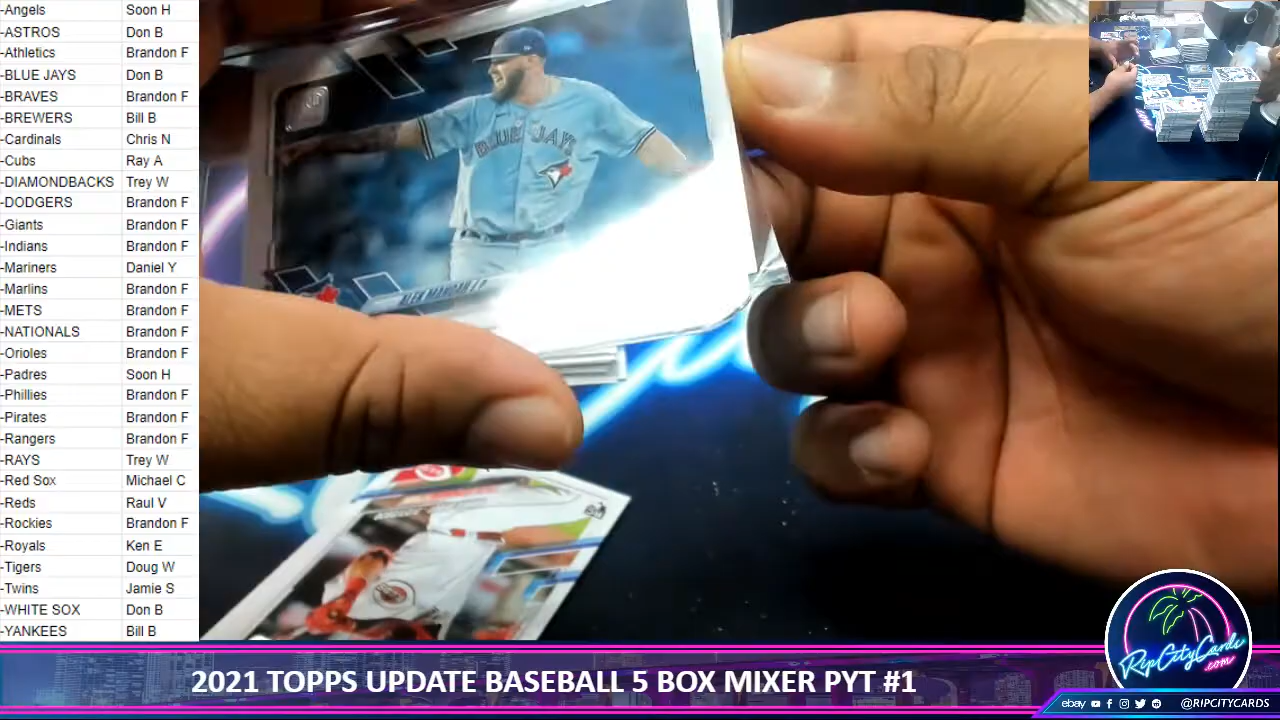 -Angels Soon H
-ASTROS Don B
-Athletics Brandon F
-BLUE JAYS Don B
-BRAVES Brandon F
-BREWERS Bill B
-Cardinals Chris N
-Cubs Ray A
-DIAMONDBACKS Trey W
-DODGERS Brandon F
-Giants Brandon F
-Indians Brandon F
-Mariners Daniel Y
-Marlins Brandon F
-METS Brandon F
-NATIONALS Brandon F
-Orioles Brandon F
-Padres Soon H
-Phillies Brandon F
-Pirates Brandon F
-Rangers Brandon F
-RAYS Trey W
-Red Sox Michael C
-Reds Raul V
-Rockies Brandon F
-Royals Ken E
-Tigers Doug W
-Twins Jamie S
-WHITE SOX Don B
-YANKEES Bill B
BLUE JAYS
ALEK MANOAH
2021 TOPPS UPDATE BASEBALL 5 BOX MIXER PYT #1
RipCityCards
.com
ebay @RIPCITYCARDS